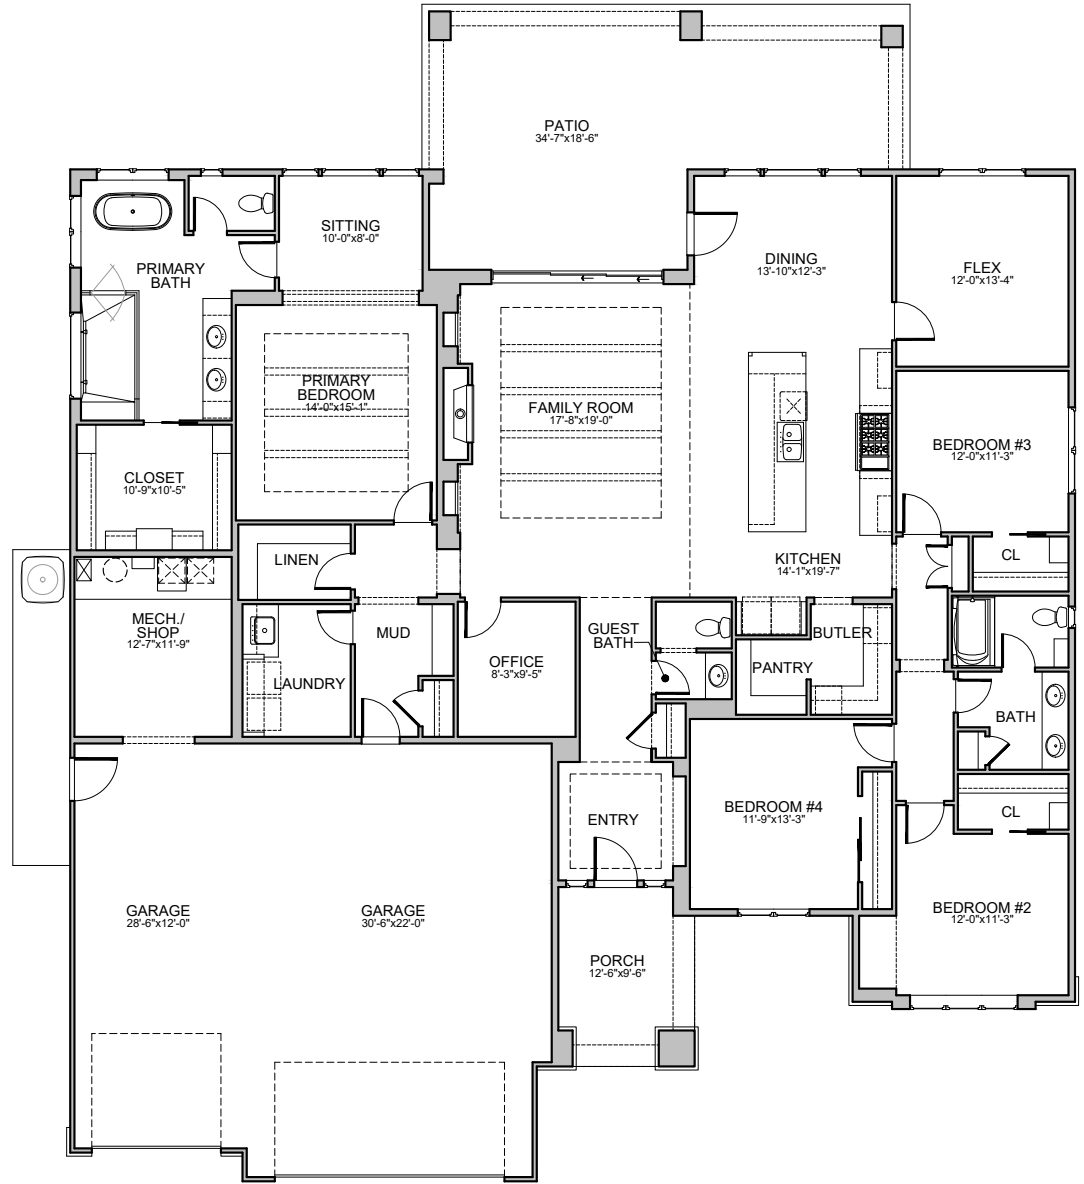 PATIO
34'-7"x18'-6"
SITTING
10'-0"x8'-0"
PRIMARY
BATH
DINING
13'-10"x12'-3"
FLEX
12'-0"x13'-4"
PRIMARY
BEDROOM
14'-0"x15'-1"
FAMILY ROOM
17'-8"x19'-0"
BEDROOM #3
12'-0"x11'-3"
CLOSET
10'-9"x10'-5"
LINEN
KITCHEN
14'-1"x19'-7"
CL
MECH./
SHOP
12'-7"x11'-9"
MUD
GUEST
BATH
BUTLER
OFFICE
8'-3"x9'-5"
PANTRY
LAUNDRY
BATH
ENTRY
BEDROOM #4
11'-9"x13'-3"
CL
GARAGE
28'-6"x12'-0"
GARAGE
30'-6"x22'-0"
BEDROOM #2
12'-0"x11'-3"
PORCH
12'-6"x9'-6"